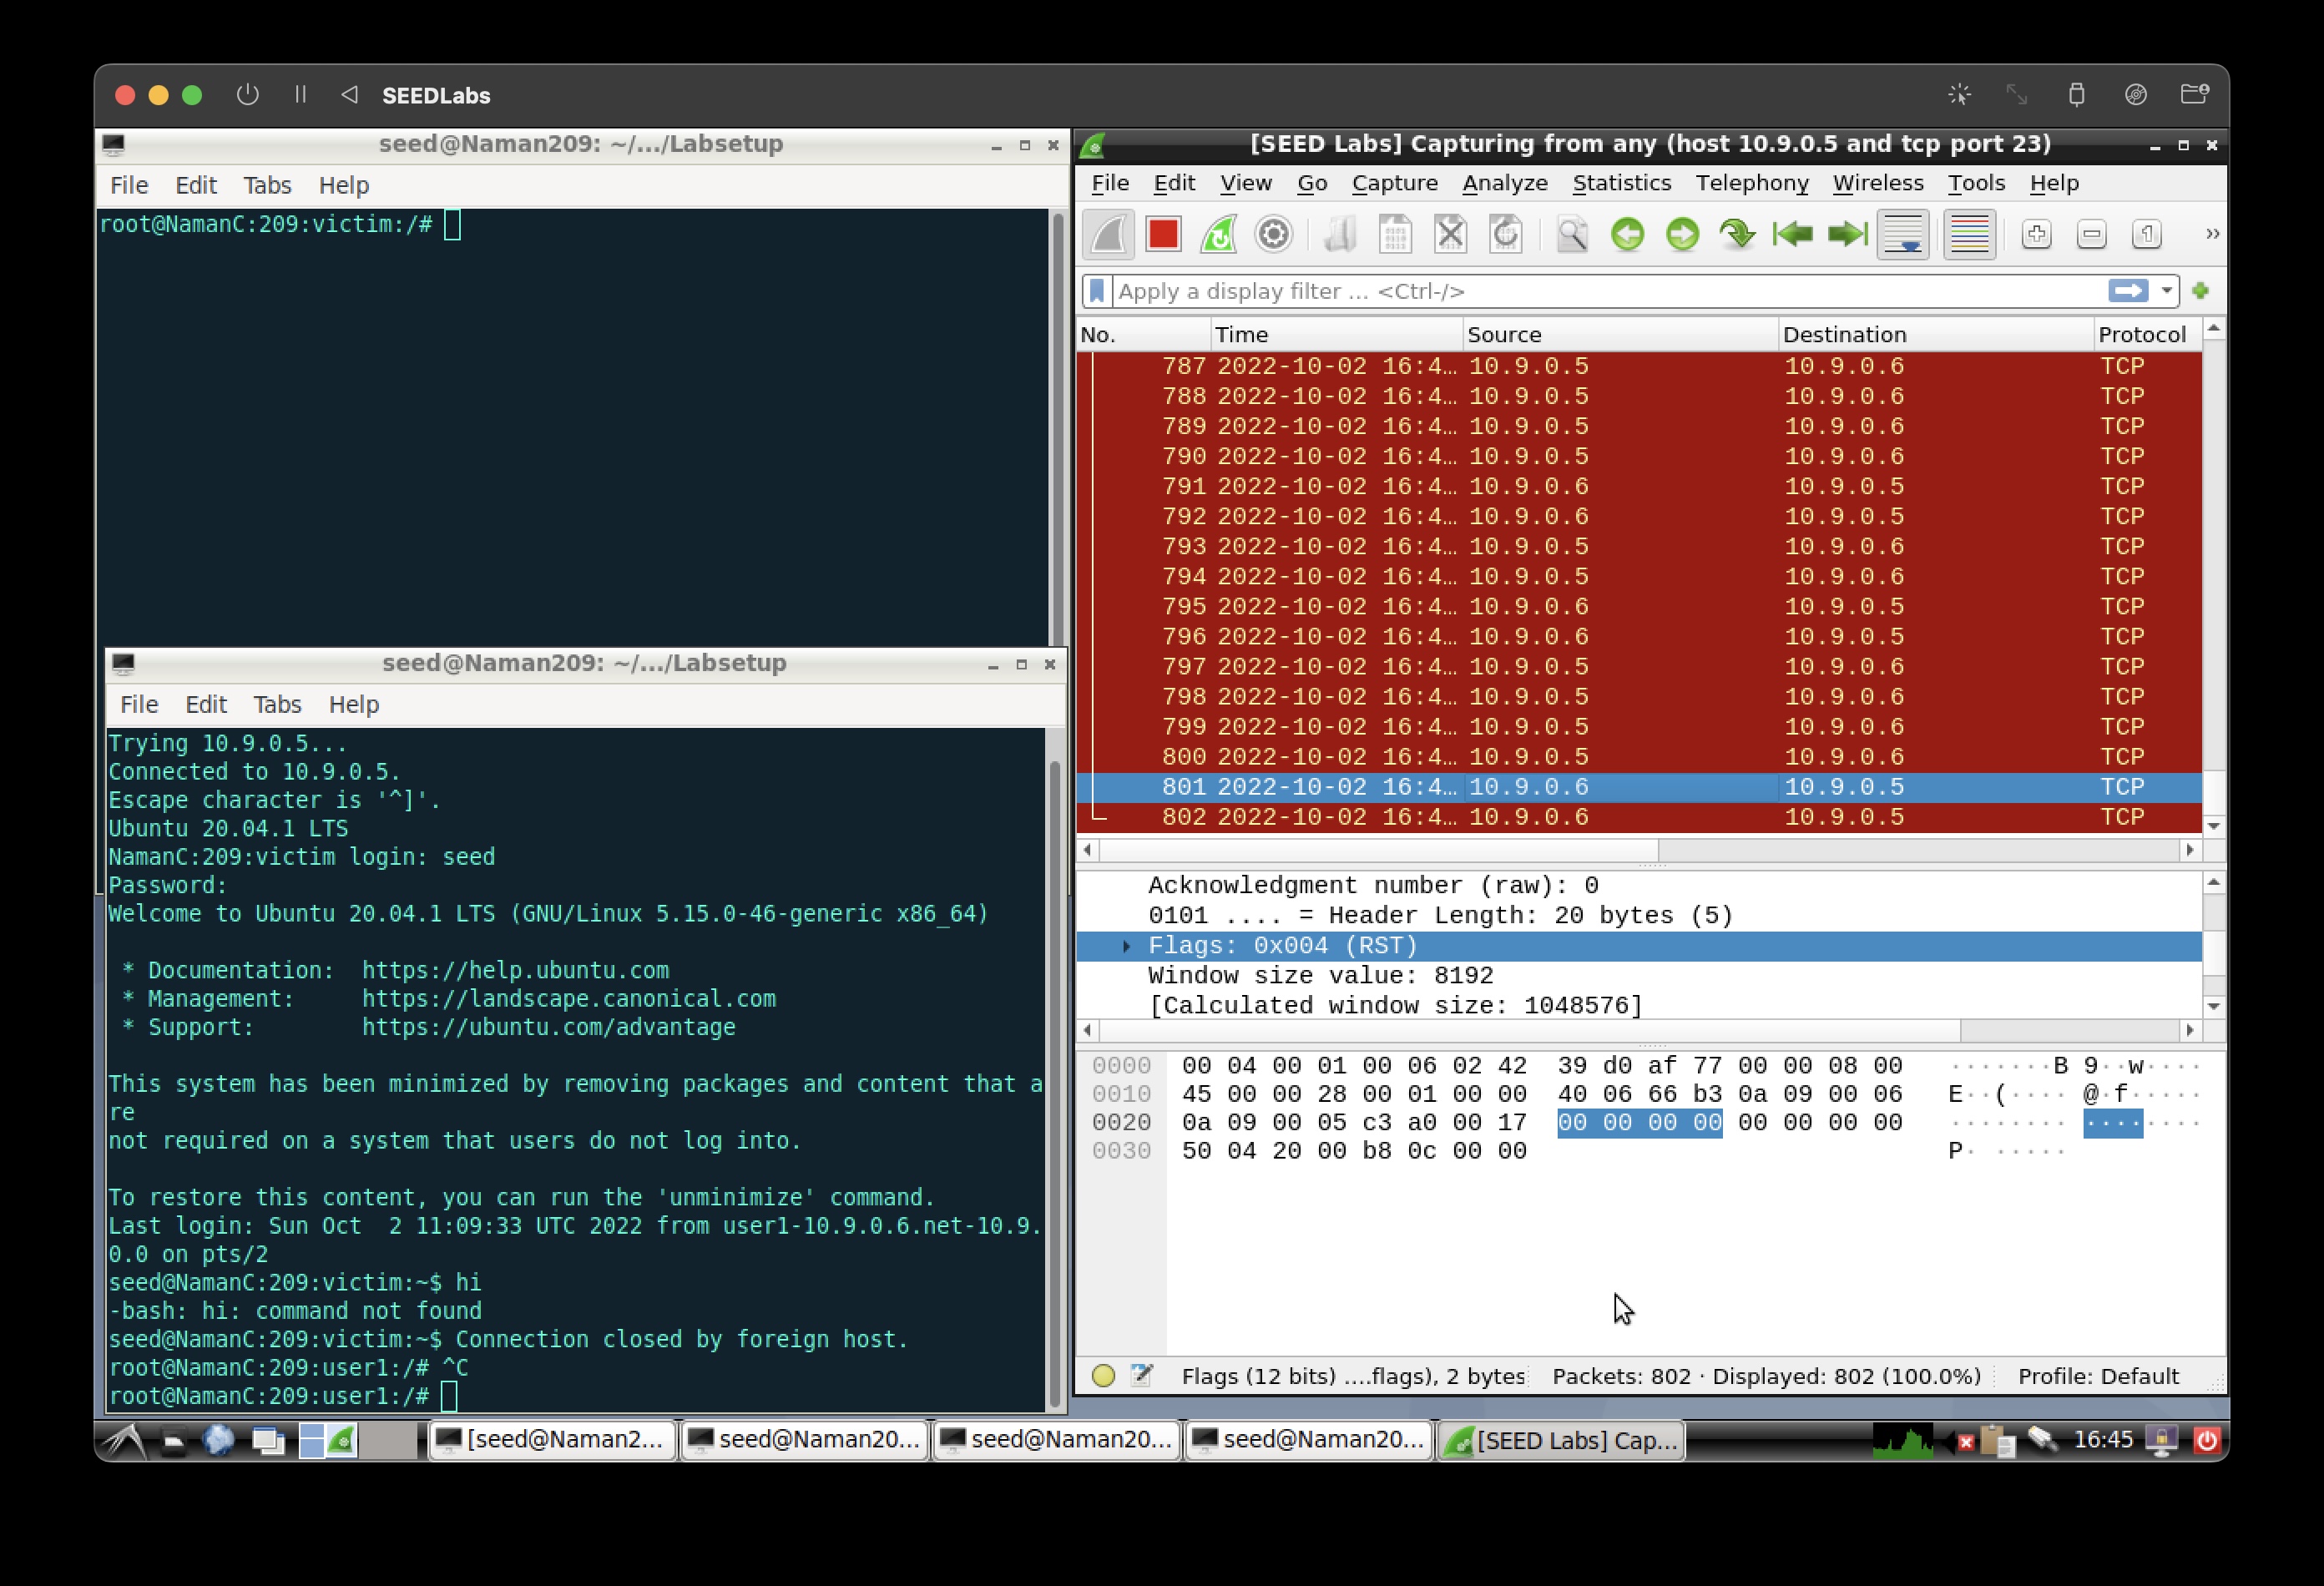 SEEDLabs
seed@Naman209: ~/.../Labsetup
File Edit Tabs Help
root@NamanC:209:victim:/#
seed@Naman209: ~/.../Labsetup
File Edit Tabs Help
Trying 10.9.0.5...
Connected to 10.9.0.5.
Escape character is '^]'.
Ubuntu 20.04.1 LTS
NamanC:209:victim login: seed
Password:
Welcome to Ubuntu 20.04.1 LTS (GNU/Linux 5.15.0-46-generic x86_64)
* Documentation:  https://help.ubuntu.com
* Management:     https://landscape.canonical.com
* Support:        https://ubuntu.com/advantage
This system has been minimized by removing packages and content that a
re
not required on a system that users do not log into.
To restore this content, you can run the 'unminimize' command.
Last login: Sun Oct  2 11:09:33 UTC 2022 from user1-10.9.0.6.net-10.9.
0.0 on pts/2
seed@NamanC:209:victim:~$ hi
-bash: hi: command not found
seed@NamanC:209:victim:~$ Connection closed by foreign host.
root@NamanC:209:user1:/# ^C
root@NamanC:209:user1:/#
[SEED Labs] Capturing from any (host 10.9.0.5 and tcp port 23)
File Edit View Go Capture Analyze Statistics Telephony Wireless Tools Help
Apply a display filter ... <Ctrl-/>
No. Time Source Destination Protocol
787 2022-10-02 16:4… 10.9.0.5 10.9.0.6 TCP
788 2022-10-02 16:4… 10.9.0.5 10.9.0.6 TCP
789 2022-10-02 16:4… 10.9.0.5 10.9.0.6 TCP
790 2022-10-02 16:4… 10.9.0.5 10.9.0.6 TCP
791 2022-10-02 16:4… 10.9.0.6 10.9.0.5 TCP
792 2022-10-02 16:4… 10.9.0.6 10.9.0.5 TCP
793 2022-10-02 16:4… 10.9.0.5 10.9.0.6 TCP
794 2022-10-02 16:4… 10.9.0.5 10.9.0.6 TCP
795 2022-10-02 16:4… 10.9.0.6 10.9.0.5 TCP
796 2022-10-02 16:4… 10.9.0.6 10.9.0.5 TCP
797 2022-10-02 16:4… 10.9.0.5 10.9.0.6 TCP
798 2022-10-02 16:4… 10.9.0.5 10.9.0.6 TCP
799 2022-10-02 16:4… 10.9.0.5 10.9.0.6 TCP
800 2022-10-02 16:4… 10.9.0.5 10.9.0.6 TCP
801 2022-10-02 16:4… 10.9.0.6 10.9.0.5 TCP
802 2022-10-02 16:4… 10.9.0.6 10.9.0.5 TCP
Acknowledgment number (raw): 0
0101 .... = Header Length: 20 bytes (5)
Flags: 0x004 (RST)
Window size value: 8192
[Calculated window size: 1048576]
0000 00 04 00 01 00 06 02 42 39 d0 af 77 00 00 08 00 ·······B 9··w····
0010 45 00 00 28 00 01 00 00 40 06 66 b3 0a 09 00 06 E··(···· @·f·····
0020 0a 09 00 05 c3 a0 00 17 00 00 00 00 00 00 00 00 ········ ········
0030 50 04 20 00 b8 0c 00 00 P· ·····
Flags (12 bits) ....flags), 2 bytes Packets: 802 · Displayed: 802 (100.0%) Profile: Default
[seed@Naman2... seed@Naman20... seed@Naman20... seed@Naman20... [SEED Labs] Cap... 16:45